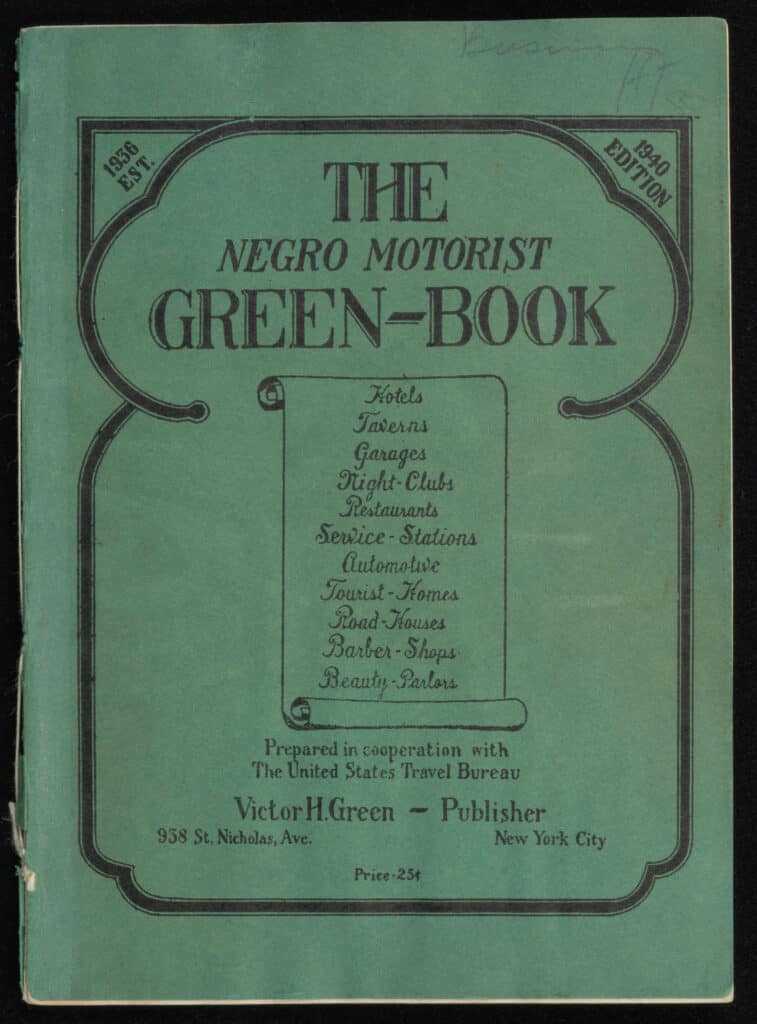 1936
EST.
1940
EDITION
THE
NEGRO MOTORIST
GREEN-BOOK
Hotels
Taverns
Garages
Night-Clubs
Restaurants
Service-Stations
Automotive
Tourist-Homes
Road-Houses
Barber-Shops
Beauty-Parlors
Prepared in cooperation with
The United States Travel Bureau
Victor H. Green - Publisher
938 St. Nicholas, Ave. New York City
Price-25¢